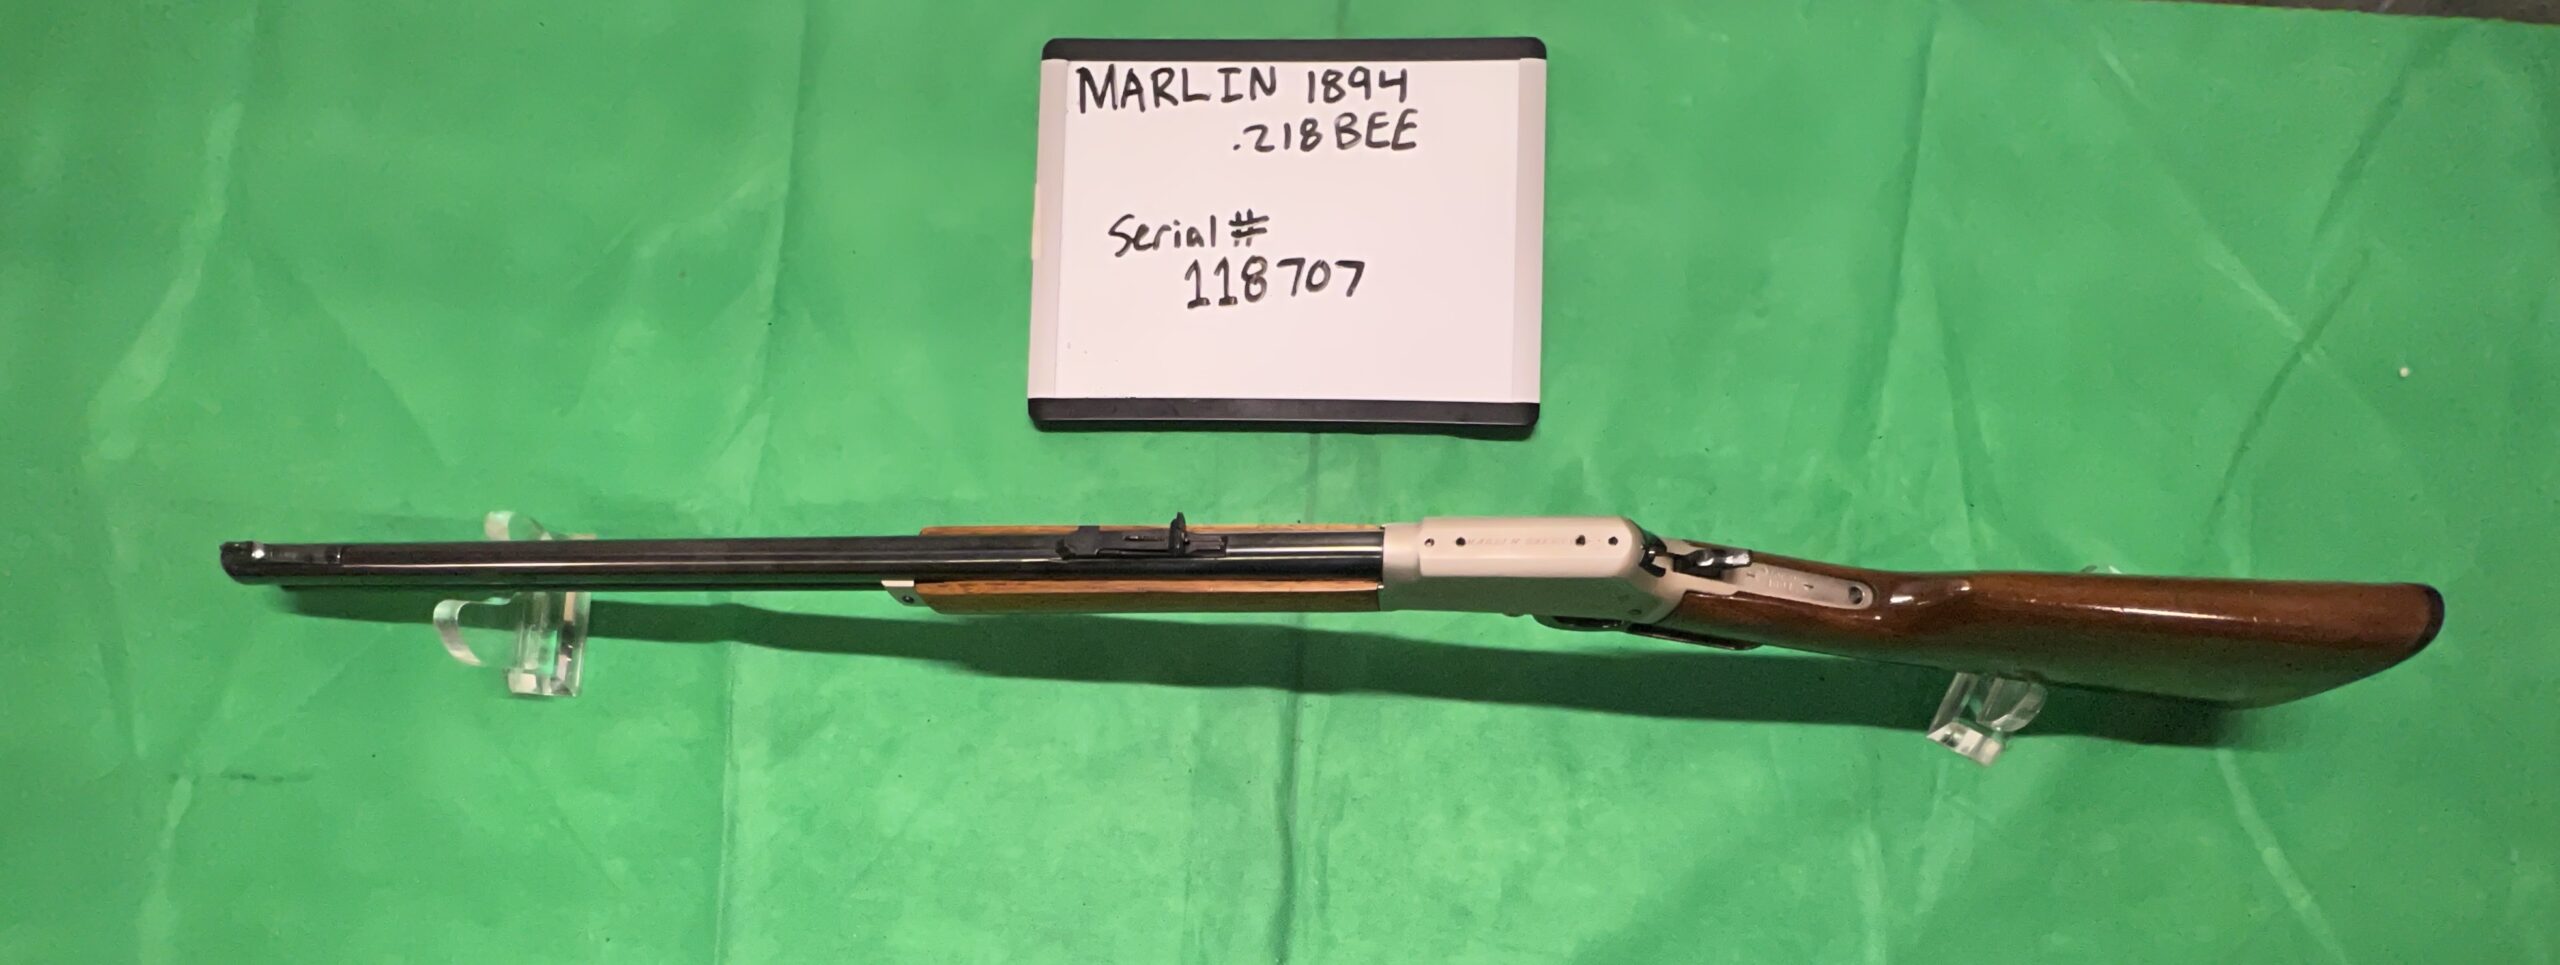 MARLIN 1894
.218 BEE
Serial #
118707